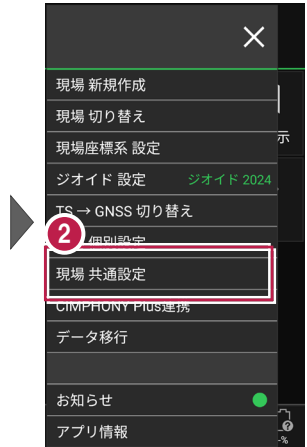 現場 新規作成
現場 切り替え
現場座標系 設定
ジオイド 設定 ジオイド 2024
TS → GNSS 切り替え
2
個別設定
現場 共通設定
CIMPHONY Plus連携
データ移行
お知らせ
アプリ情報
示
-%